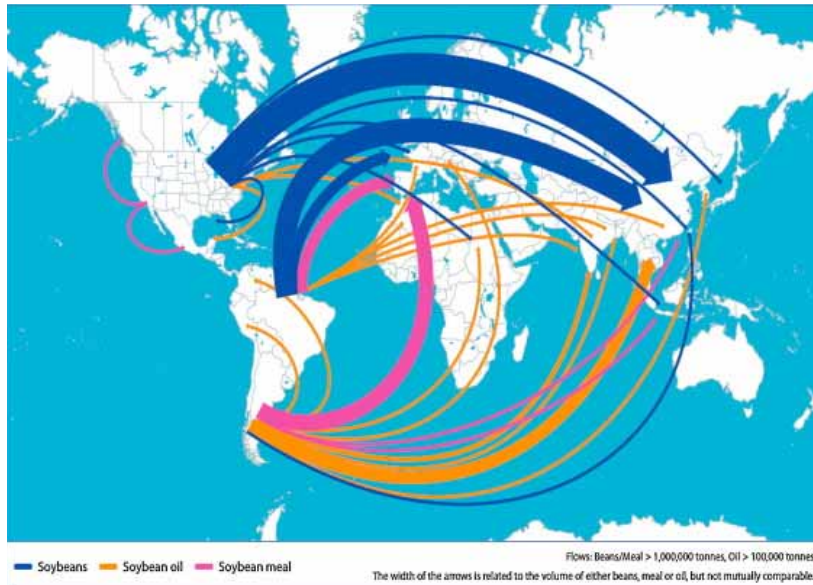 Soybeans Soybean oil Soybean meal
Flows: Beans/Meal > 1,000,000 tonnes, Oil > 100,000 tonnes
The width of the arrows is related to the volume of either beans, meal or oil, but not mutually comparable